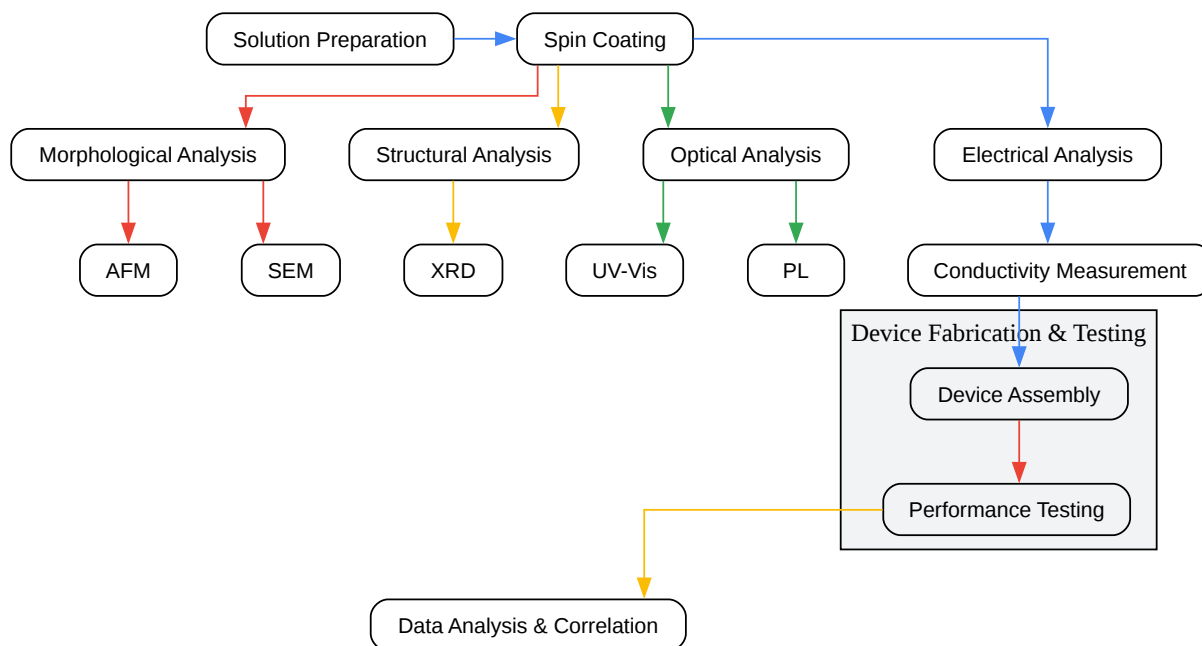 Solution Preparation
Spin Coating
Morphological Analysis
Structural Analysis
Optical Analysis
Electrical Analysis
AFM
SEM
XRD
UV-Vis
PL
Conductivity Measurement
Device Fabrication & Testing
Device Assembly
Performance Testing
Data Analysis & Correlation